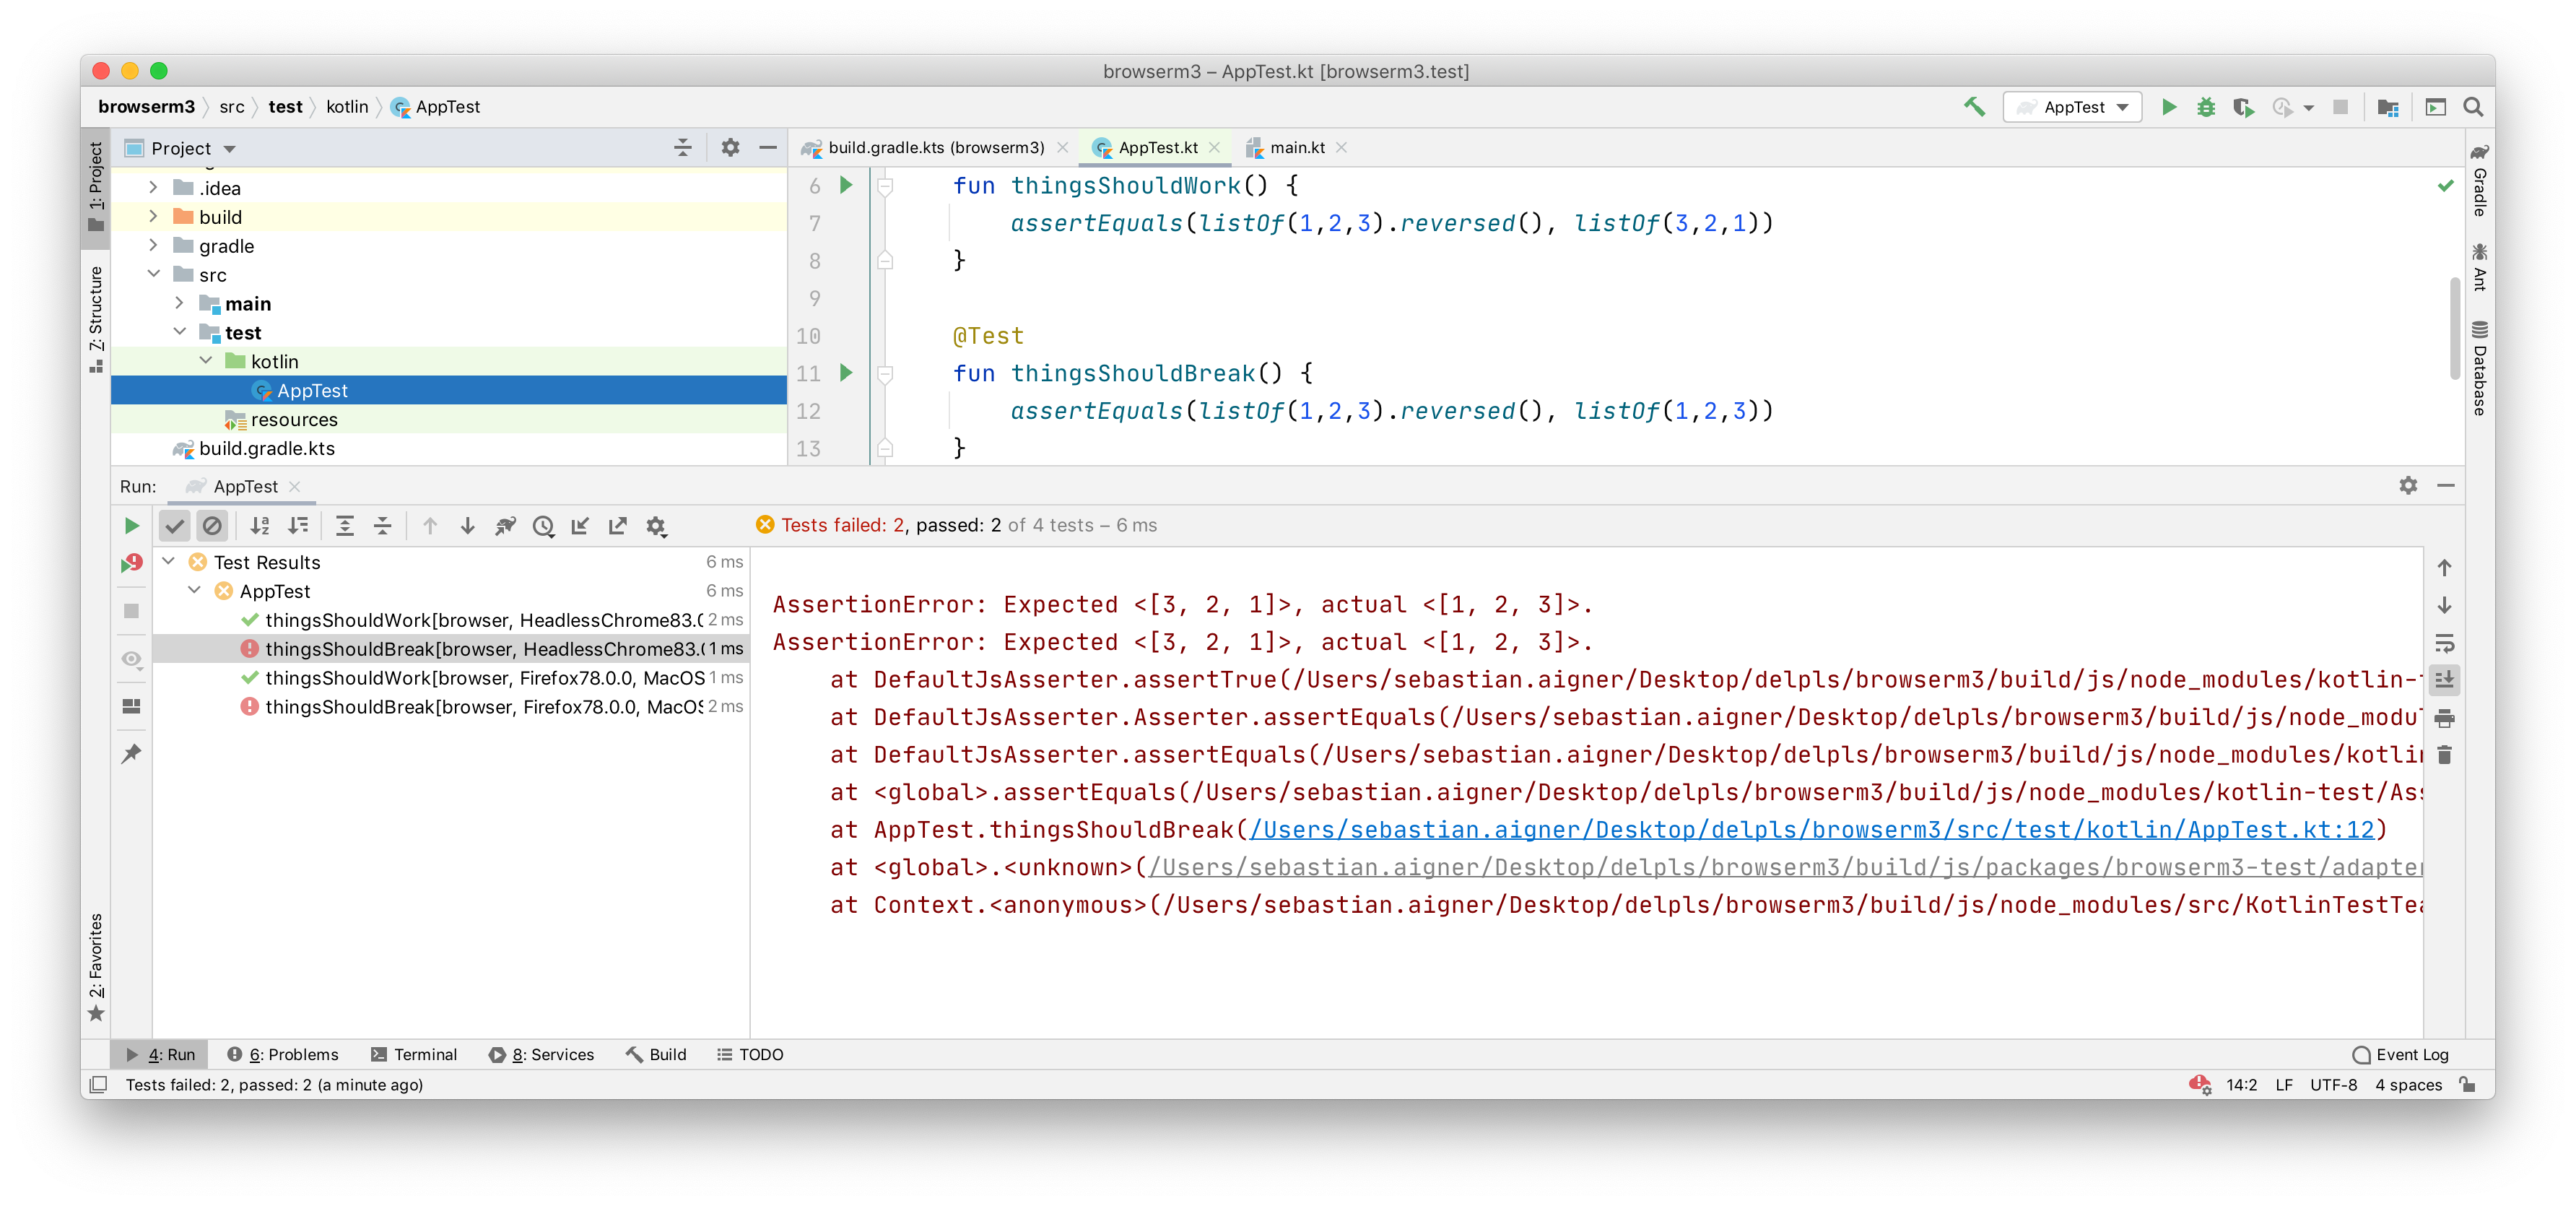 browserm3 – AppTest.kt [browserm3.test]
browserm3 src test kotlin AppTest
AppTest
1: Project
7: Structure
2: Favorites
Project
.idea
build
gradle
src
main
test
kotlin
AppTest
resources
build.gradle.kts
build.gradle.kts (browserm3) AppTest.kt main.kt
6 fun thingsShouldWork() {
7 assertEquals(listOf(1,2,3).reversed(), listOf(3,2,1))
8 }
9
10 @Test
11 fun thingsShouldBreak() {
12 assertEquals(listOf(1,2,3).reversed(), listOf(1,2,3))
13 }
Gradle
Ant
Database
Run: AppTest
Tests failed: 2, passed: 2 of 4 tests – 6 ms
Test Results 6 ms
AppTest 6 ms
thingsShouldWork[browser, HeadlessChrome83.0 2 ms
thingsShouldBreak[browser, HeadlessChrome83.0 1 ms
thingsShouldWork[browser, Firefox78.0.0, MacOS 1 ms
thingsShouldBreak[browser, Firefox78.0.0, MacOS 2 ms
AssertionError: Expected <[3, 2, 1]>, actual <[1, 2, 3]>.
AssertionError: Expected <[3, 2, 1]>, actual <[1, 2, 3]>.
at DefaultJsAsserter.assertTrue(/Users/sebastian.aigner/Desktop/delpls/browserm3/build/js/node_modules/kotlin-t
at DefaultJsAsserter.Asserter.assertEquals(/Users/sebastian.aigner/Desktop/delpls/browserm3/build/js/node_modul
at DefaultJsAsserter.assertEquals(/Users/sebastian.aigner/Desktop/delpls/browserm3/build/js/node_modules/kotlin
at <global>.assertEquals(/Users/sebastian.aigner/Desktop/delpls/browserm3/build/js/node_modules/kotlin-test/Ass
at AppTest.thingsShouldBreak(/Users/sebastian.aigner/Desktop/delpls/browserm3/src/test/kotlin/AppTest.kt:12)
at <global>.<unknown>(/Users/sebastian.aigner/Desktop/delpls/browserm3/build/js/packages/browserm3-test/adapter
at Context.<anonymous>(/Users/sebastian.aigner/Desktop/delpls/browserm3/build/js/node_modules/src/KotlinTestTea
4: Run 6: Problems Terminal 8: Services Build TODO Event Log
Tests failed: 2, passed: 2 (a minute ago) 14:2 LF UTF-8 4 spaces